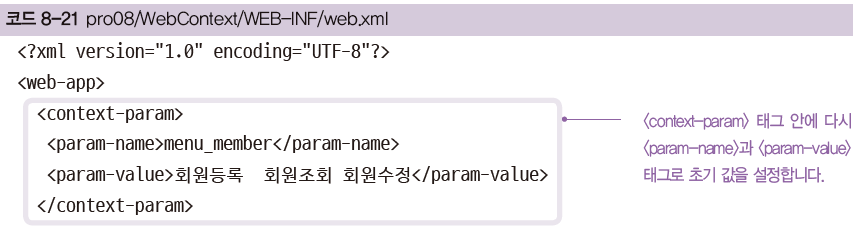 코드 8-21 pro08/WebContext/WEB-INF/web.xml
<?xml version="1.0" encoding="UTF-8"?>
<web-app>
<context-param>
<param-name>menu_member</param-name>
<param-value>회원등록  회원조회 회원수정</param-value>
</context-param>
<context-param> 태그 안에 다시
<param-name>과 <param-value>
태그로 초기 값을 설정합니다.